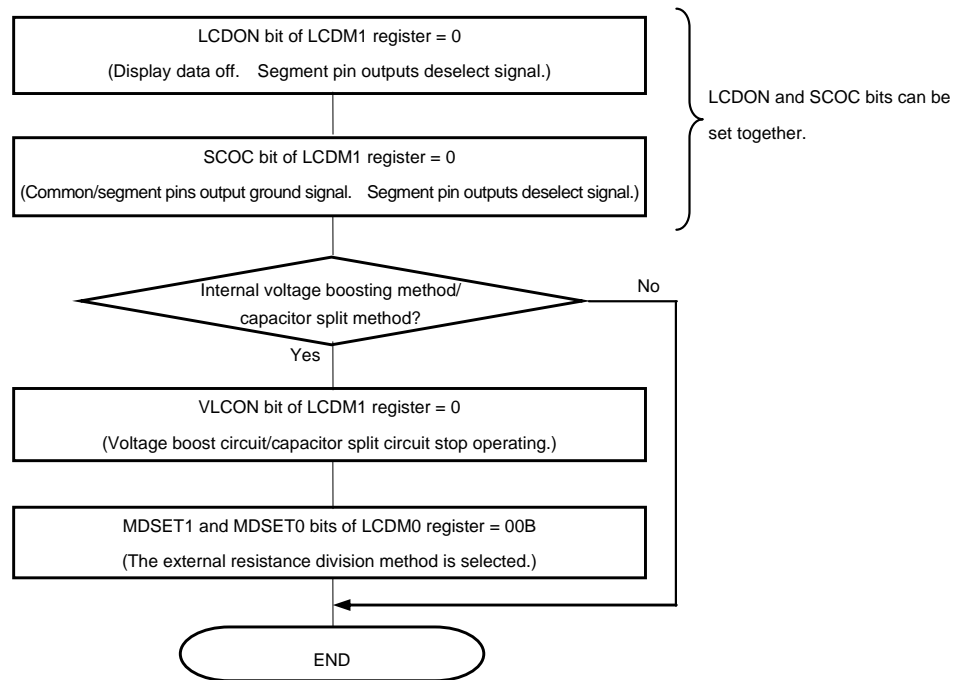 LCDON bit of LCDM1 register = 0
(Display data off. Segment pin outputs deselect signal.)
LCDON and SCOC bits can be
set together.
SCOC bit of LCDM1 register = 0
(Common/segment pins output ground signal. Segment pin outputs deselect signal.)
Internal voltage boosting method/
capacitor split method?
No
Yes
VLCON bit of LCDM1 register = 0
(Voltage boost circuit/capacitor split circuit stop operating.)
MDSET1 and MDSET0 bits of LCDM0 register = 00B
(The external resistance division method is selected.)
END